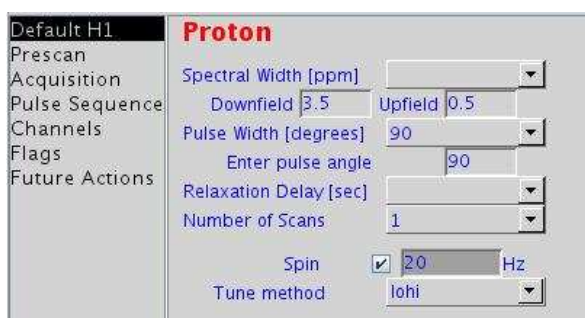 Default H1
Prescan
Acquisition
Pulse Sequence
Channels
Flags
Future Actions
Proton
Spectral Width [ppm]
Downfield 3.5 Upfield 0.5
Pulse Width [degrees] 90
Enter pulse angle 90
Relaxation Delay [sec]
Number of Scans 1
Spin 20 Hz
Tune method lohi